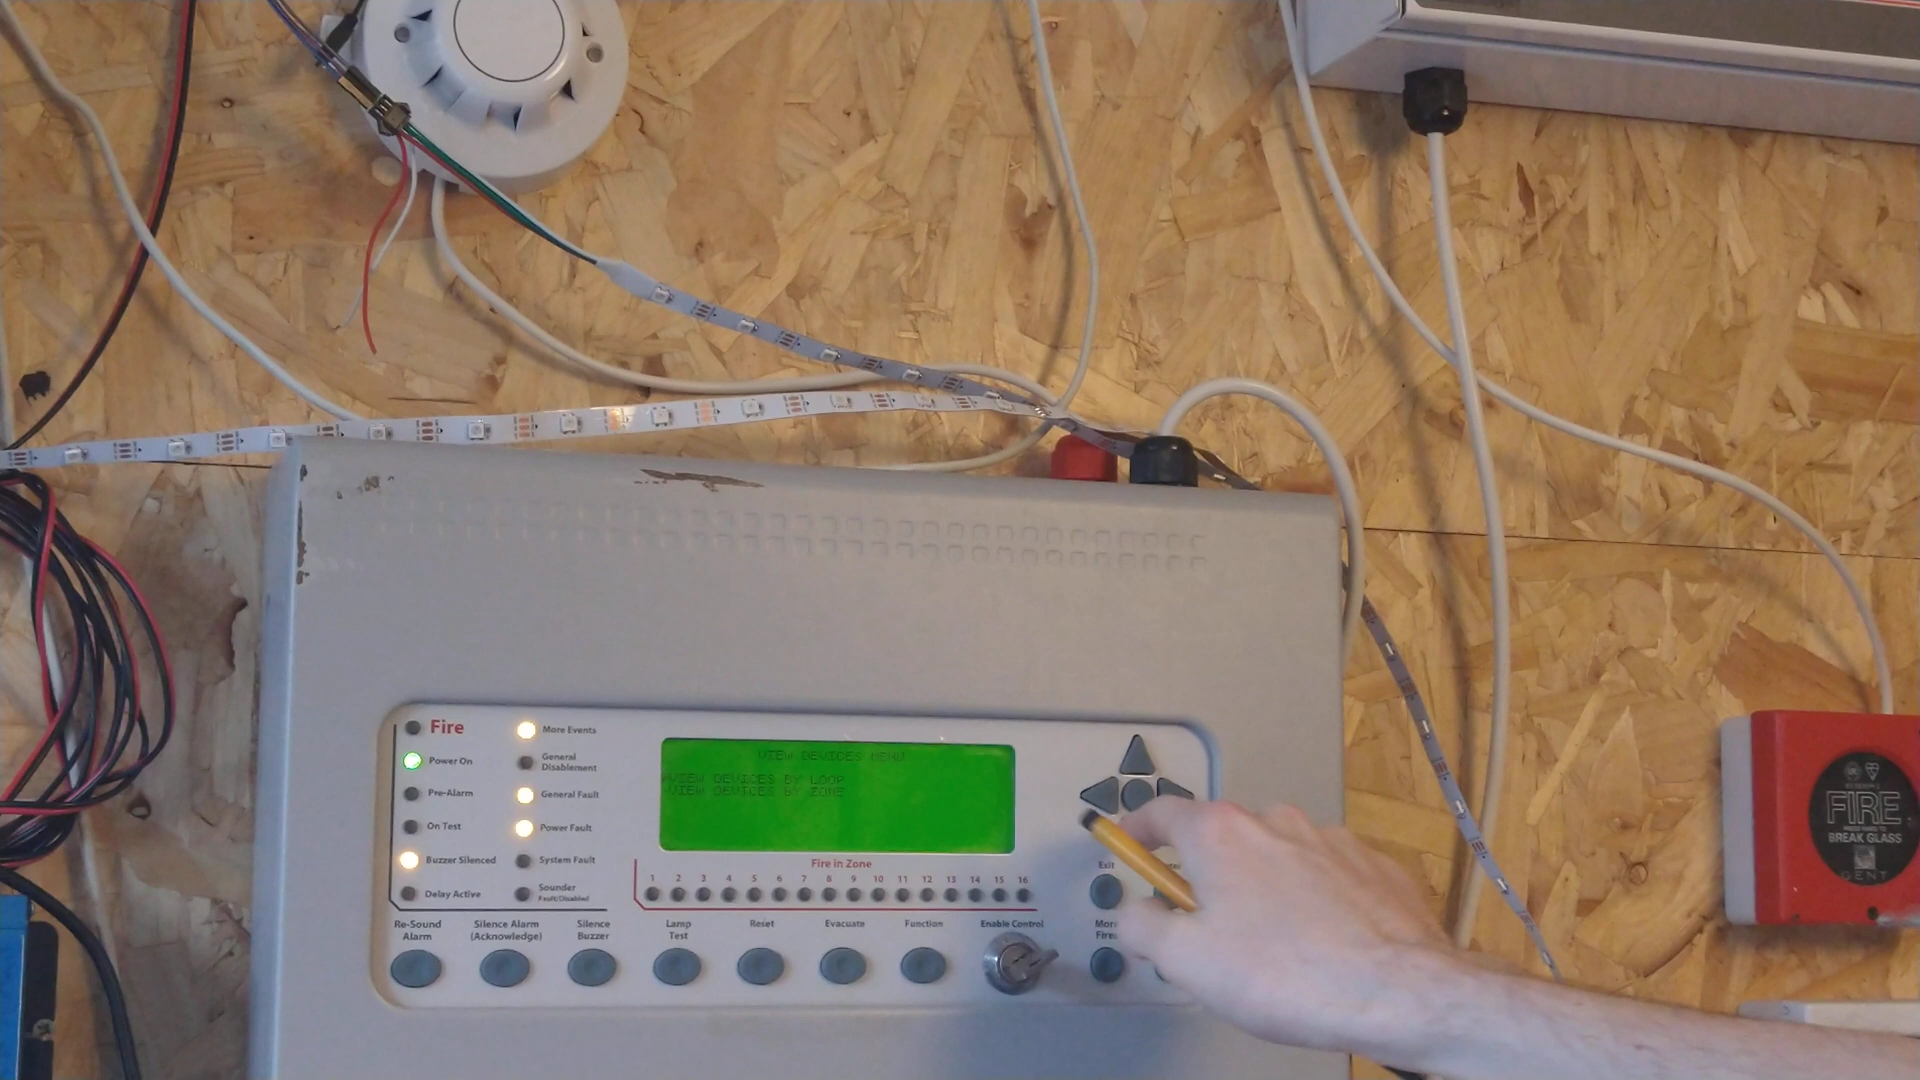 Fire
Power On
Pre-Alarm
On Test
Buzzer Silenced
Delay Active
More Events
General
Disablement
General Fault
Power Fault
System Fault
Sounder
Fault/Disabled
VIEW DEVICES MENU
VIEW DEVICES BY LOOP
VIEW DEVICES BY ZONE
Fire in Zone
1 2 3 4 5 6 7 8 9 10 11 12 13 14 15 16
Exit
Re-Sound
Alarm
Silence Alarm
(Acknowledge)
Silence
Buzzer
Lamp
Test
Reset
Evacuate
Function
Enable Control
More
FIRE
BREAK GLASS
GENT